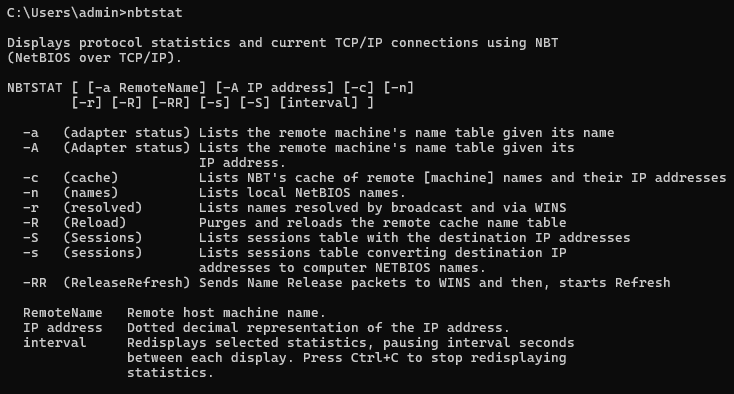 C:\Users\admin>nbtstat
Displays protocol statistics and current TCP/IP connections using NBT
(NetBIOS over TCP/IP).
NBTSTAT [ [-a RemoteName] [-A IP address] [-c] [-n]
        [-r] [-R] [-RR] [-s] [-S] [interval] ]
  -a   (adapter status) Lists the remote machine's name table given its name
  -A   (Adapter status) Lists the remote machine's name table given its
                        IP address.
  -c   (cache)          Lists NBT's cache of remote [machine] names and their IP addresses
  -n   (names)          Lists local NetBIOS names.
  -r   (resolved)       Lists names resolved by broadcast and via WINS
  -R   (Reload)         Purges and reloads the remote cache name table
  -S   (Sessions)       Lists sessions table with the destination IP addresses
  -s   (sessions)       Lists sessions table converting destination IP
                        addresses to computer NETBIOS names.
  -RR  (ReleaseRefresh) Sends Name Release packets to WINS and then, starts Refresh
  RemoteName   Remote host machine name.
  IP address   Dotted decimal representation of the IP address.
  interval     Redisplays selected statistics, pausing interval seconds
               between each display. Press Ctrl+C to stop redisplaying
               statistics.